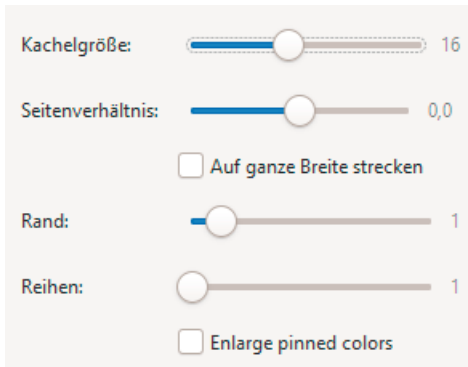 Kachelgröße: 16
Seitenverhältnis: 0,0
Auf ganze Breite strecken
Rand: 1
Reihen: 1
Enlarge pinned colors